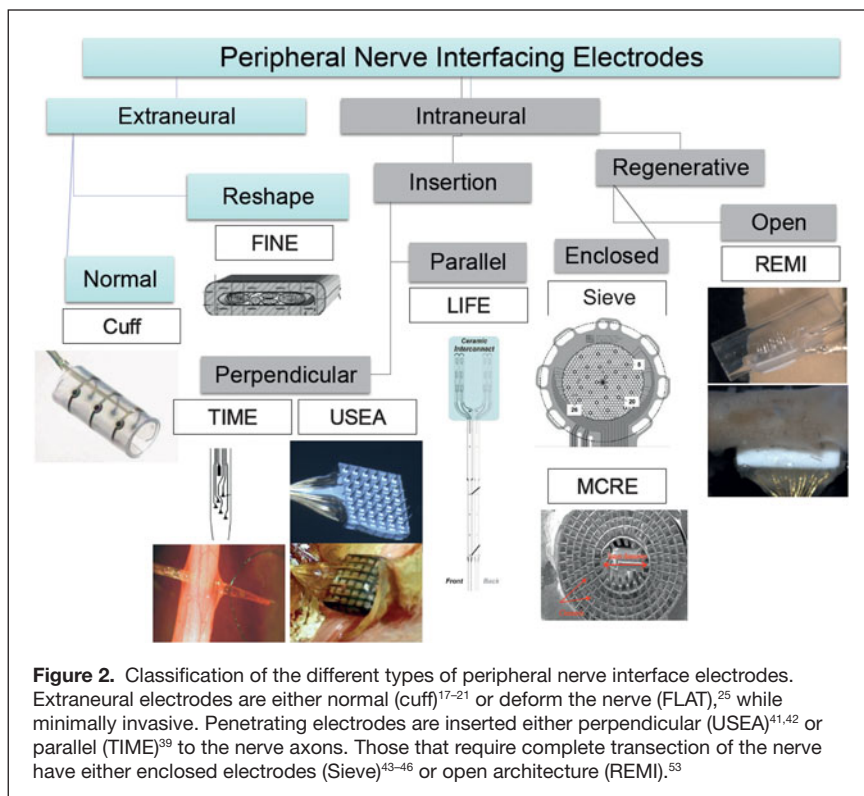 Peripheral Nerve Interfacing Electrodes
Extraneural
Intraneural
Regenerative
Insertion
Reshape
Open
FINE
Parallel
Enclosed
REMI
Normal
LIFE
Sieve
Cuff
Ceramic
Interconnect
Perpendicular
TIME
USEA
MCRE
Front
Back
Figure 2. Classification of the different types of peripheral nerve interface electrodes.
Extraneural electrodes are either normal (cuff)17–21 or deform the nerve (FLAT),25 while
minimally invasive. Penetrating electrodes are inserted either perpendicular (USEA)41,42 or
parallel (TIME)39 to the nerve axons. Those that require complete transection of the nerve
have either enclosed electrodes (Sieve)43–46 or open architecture (REMI).53